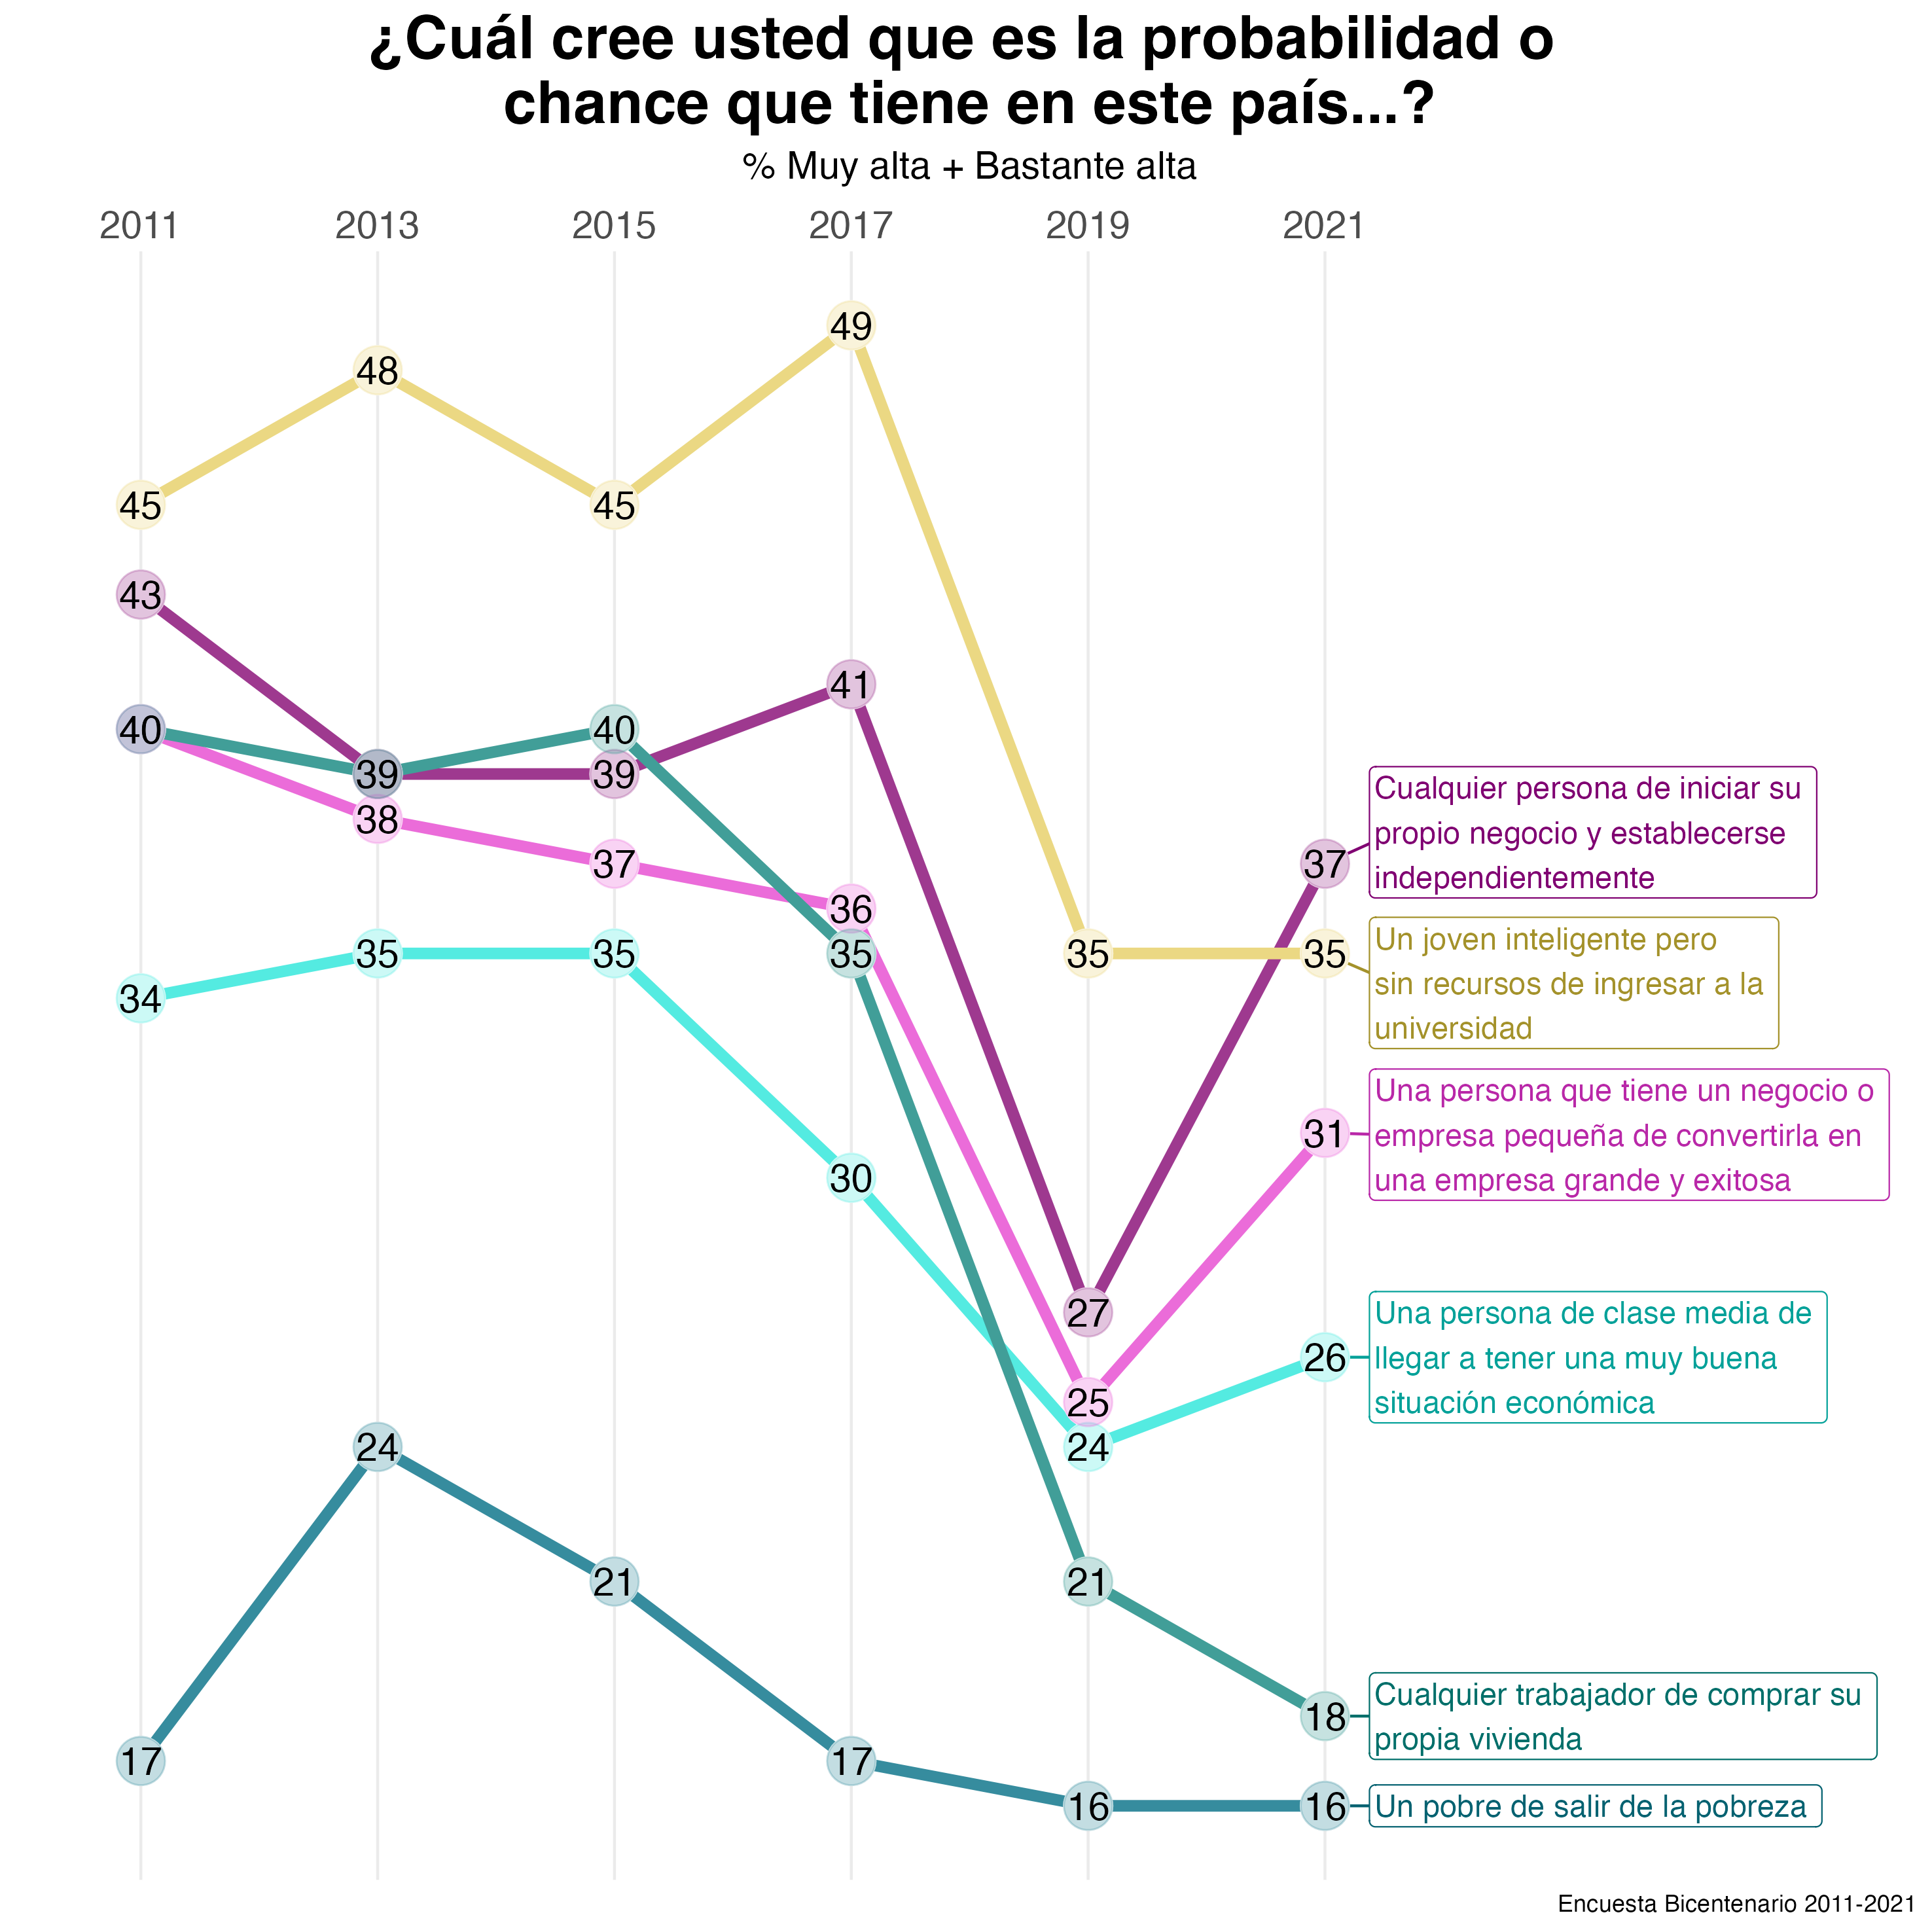 ¿Cuál cree usted que es la probabilidad o
chance que tiene en este país...?
% Muy alta + Bastante alta
2011 2013 2015 2017 2019 2021
49
48
45 45
43
41
40 40
39 39
38
37 37
36
35 35 35 35 35
34
31
30
27
26
25
24 24
21 21
18
17 17
16 16
Cualquier persona de iniciar su
propio negocio y establecerse
independientemente
Un joven inteligente pero
sin recursos de ingresar a la
universidad
Una persona que tiene un negocio o
empresa pequeña de convertirla en
una empresa grande y exitosa
Una persona de clase media de
llegar a tener una muy buena
situación económica
Cualquier trabajador de comprar su
propia vivienda
Un pobre de salir de la pobreza
Encuesta Bicentenario 2011-2021